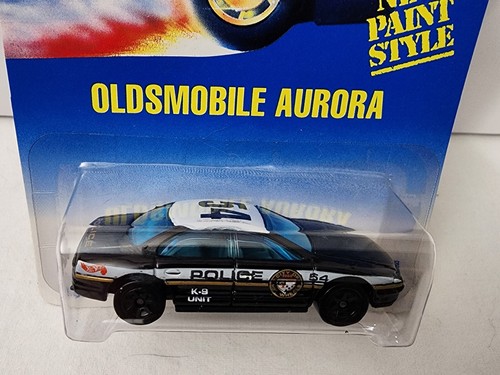 NEW
PAINT
STYLE
OLDSMOBILE AURORA
54
POLICE
54
K-9
UNIT